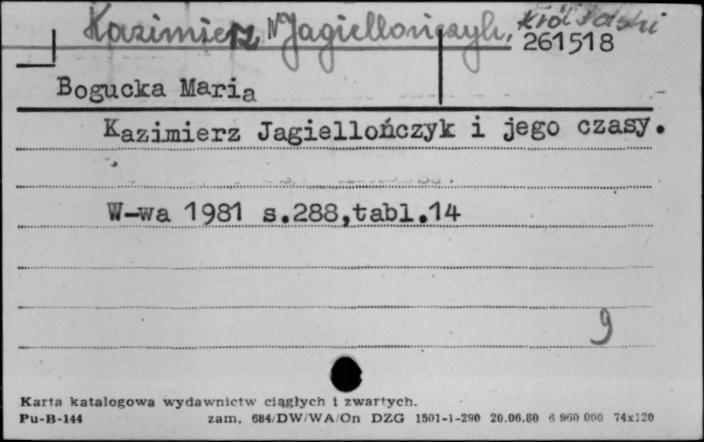 Kazimierz IV Jagiellończyk, król Polski
261518
Bogucka Maria
Kazimierz Jagiellończyk i jego czasy.
W-wa 1981 s.288,tabl.14
9
Karta katalogowa wydawnictw ciągłych i zwartych.
Pu-B-144 zam. 684/DW/WA/On DZG 1501-1-290 20.06.80 6 960 000 74x120